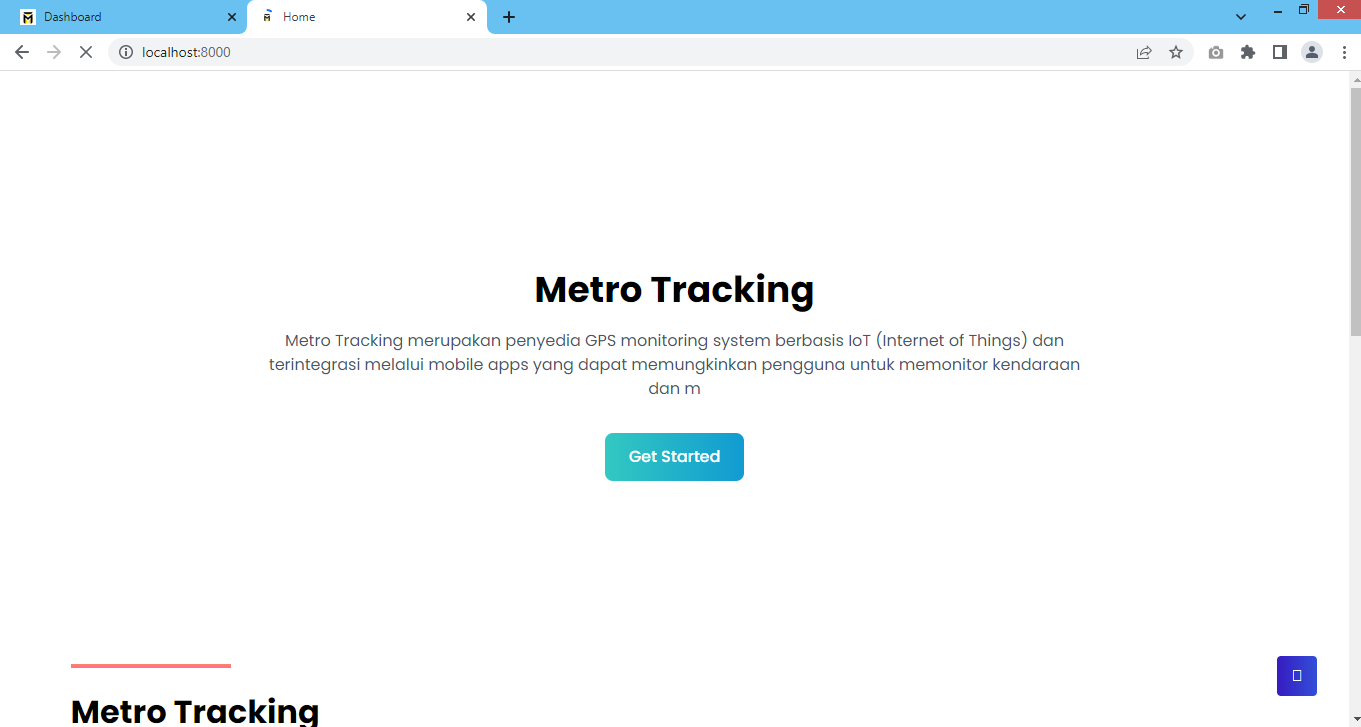 Dashboard
Home
localhost:8000
Metro Tracking
Metro Tracking merupakan penyedia GPS monitoring system berbasis IoT (Internet of Things) dan
terintegrasi melalui mobile apps yang dapat memungkinkan pengguna untuk memonitor kendaraan
dan m
Get Started
Metro Tracking